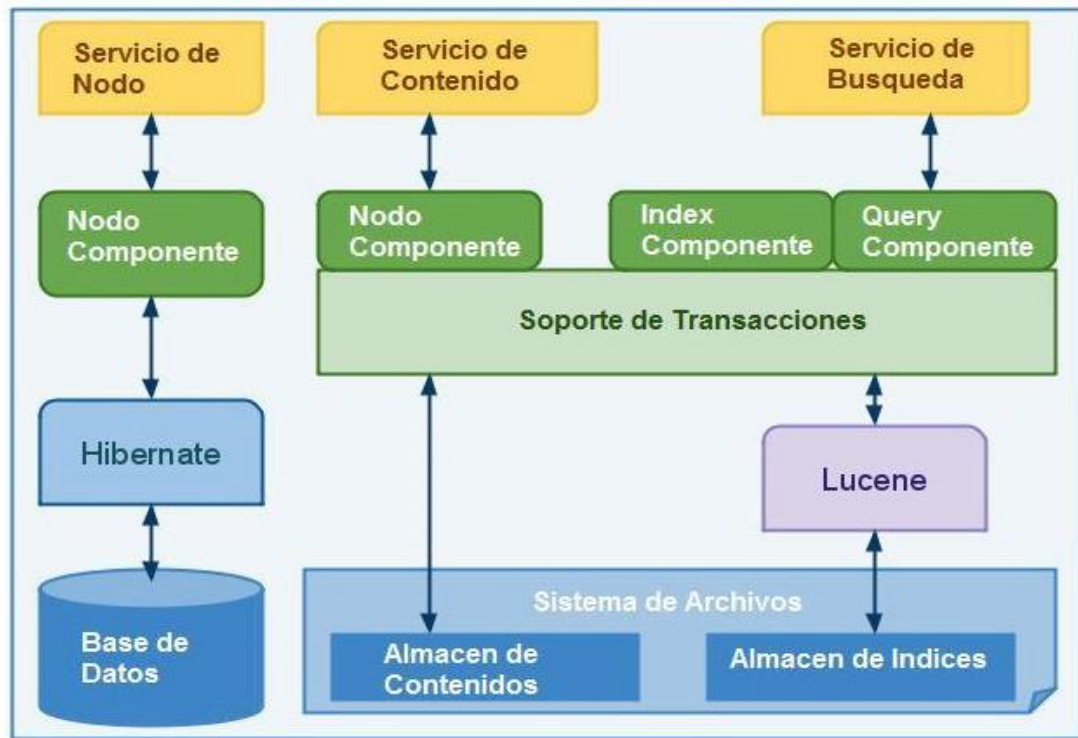 Servicio de
Nodo
Servicio de
Contenido
Servicio de
Busqueda
Nodo
Componente
Nodo
Componente
Index
Componente
Query
Componente
Soporte de Transacciones
Hibernate
Lucene
Sistema de Archivos
Base de
Datos
Almacen de
Contenidos
Almacen de Indices